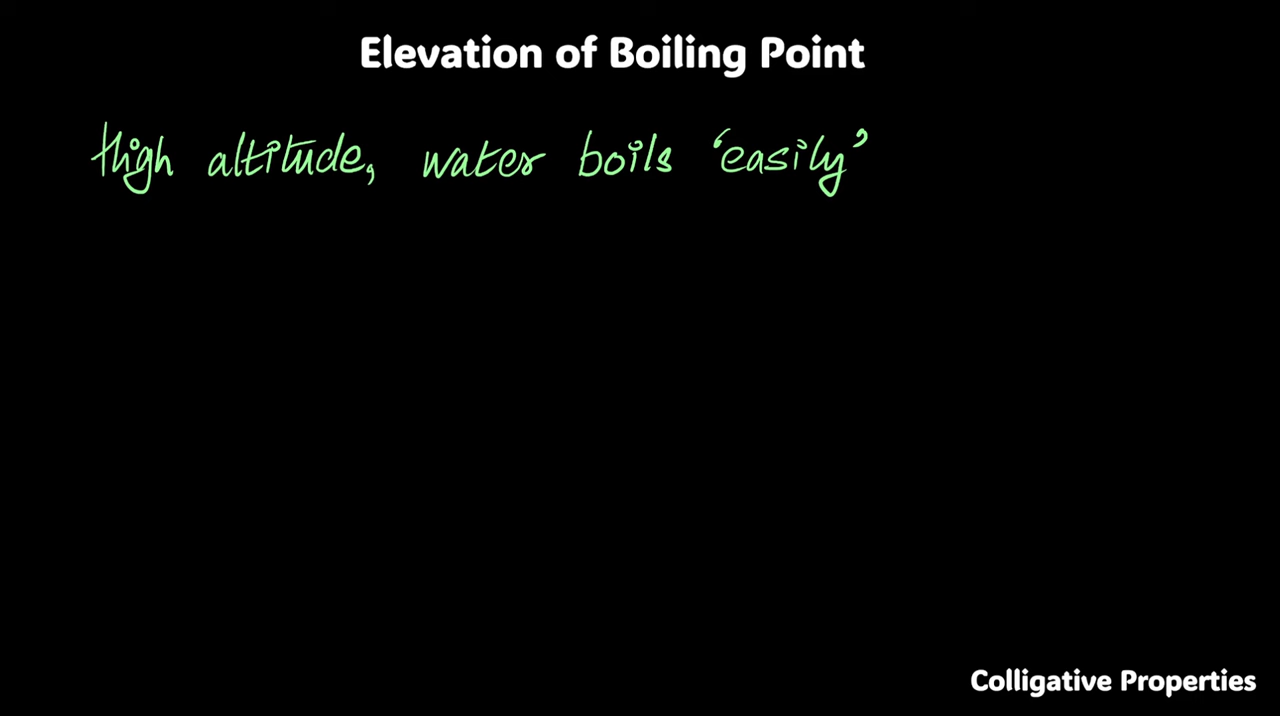 Elevation of Boiling Point
High altitude, water boils 'easily'
Colligative Properties